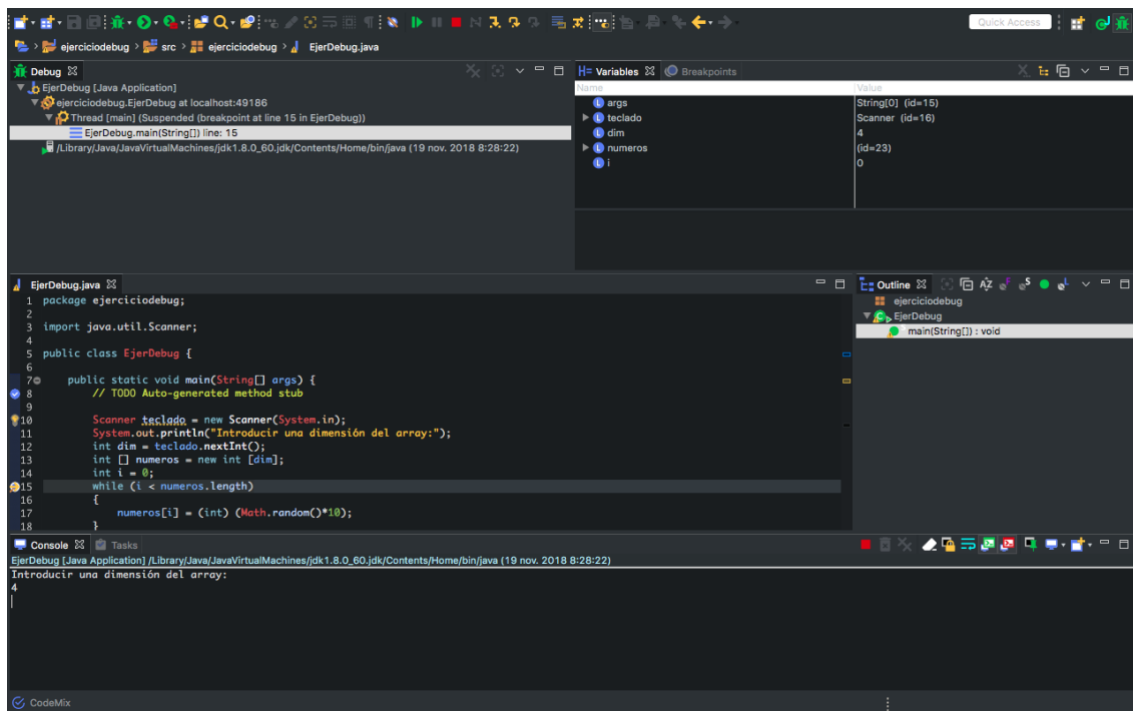 Quick Access
ejerciciodebug > src > ejerciciodebug > EjerDebug.java
Debug
EjerDebug [Java Application]
ejerciciodebug.EjerDebug at localhost:49186
Thread [main] (Suspended (breakpoint at line 15 in EjerDebug))
EjerDebug.main(String[]) line: 15
/Library/Java/JavaVirtualMachines/jdk1.8.0_60.jdk/Contents/Home/bin/java (19 nov. 2018 8:28:22)
Variables Breakpoints
Name Value
args String[0] (id=15)
teclado Scanner (id=16)
dim 4
numeros (id=23)
i 0
EjerDebug.java
1 package ejerciciodebug;
2
3 import java.util.Scanner;
4
5 public class EjerDebug {
6
7 public static void main(String[] args) {
8 // TODO Auto-generated method stub
9
10 Scanner teclado = new Scanner(System.in);
11 System.out.println("Introducir una dimensión del array:");
12 int dim = teclado.nextInt();
13 int [] numeros = new int [dim];
14 int i = 0;
15 while (i < numeros.length)
16 {
17 numeros[i] = (int) (Math.random()*10);
18 }
Outline
ejerciciodebug
EjerDebug
main(String[]) : void
Console Tasks
EjerDebug [Java Application] /Library/Java/JavaVirtualMachines/jdk1.8.0_60.jdk/Contents/Home/bin/java (19 nov. 2018 8:28:22)
Introducir una dimensión del array:
4
CodeMix